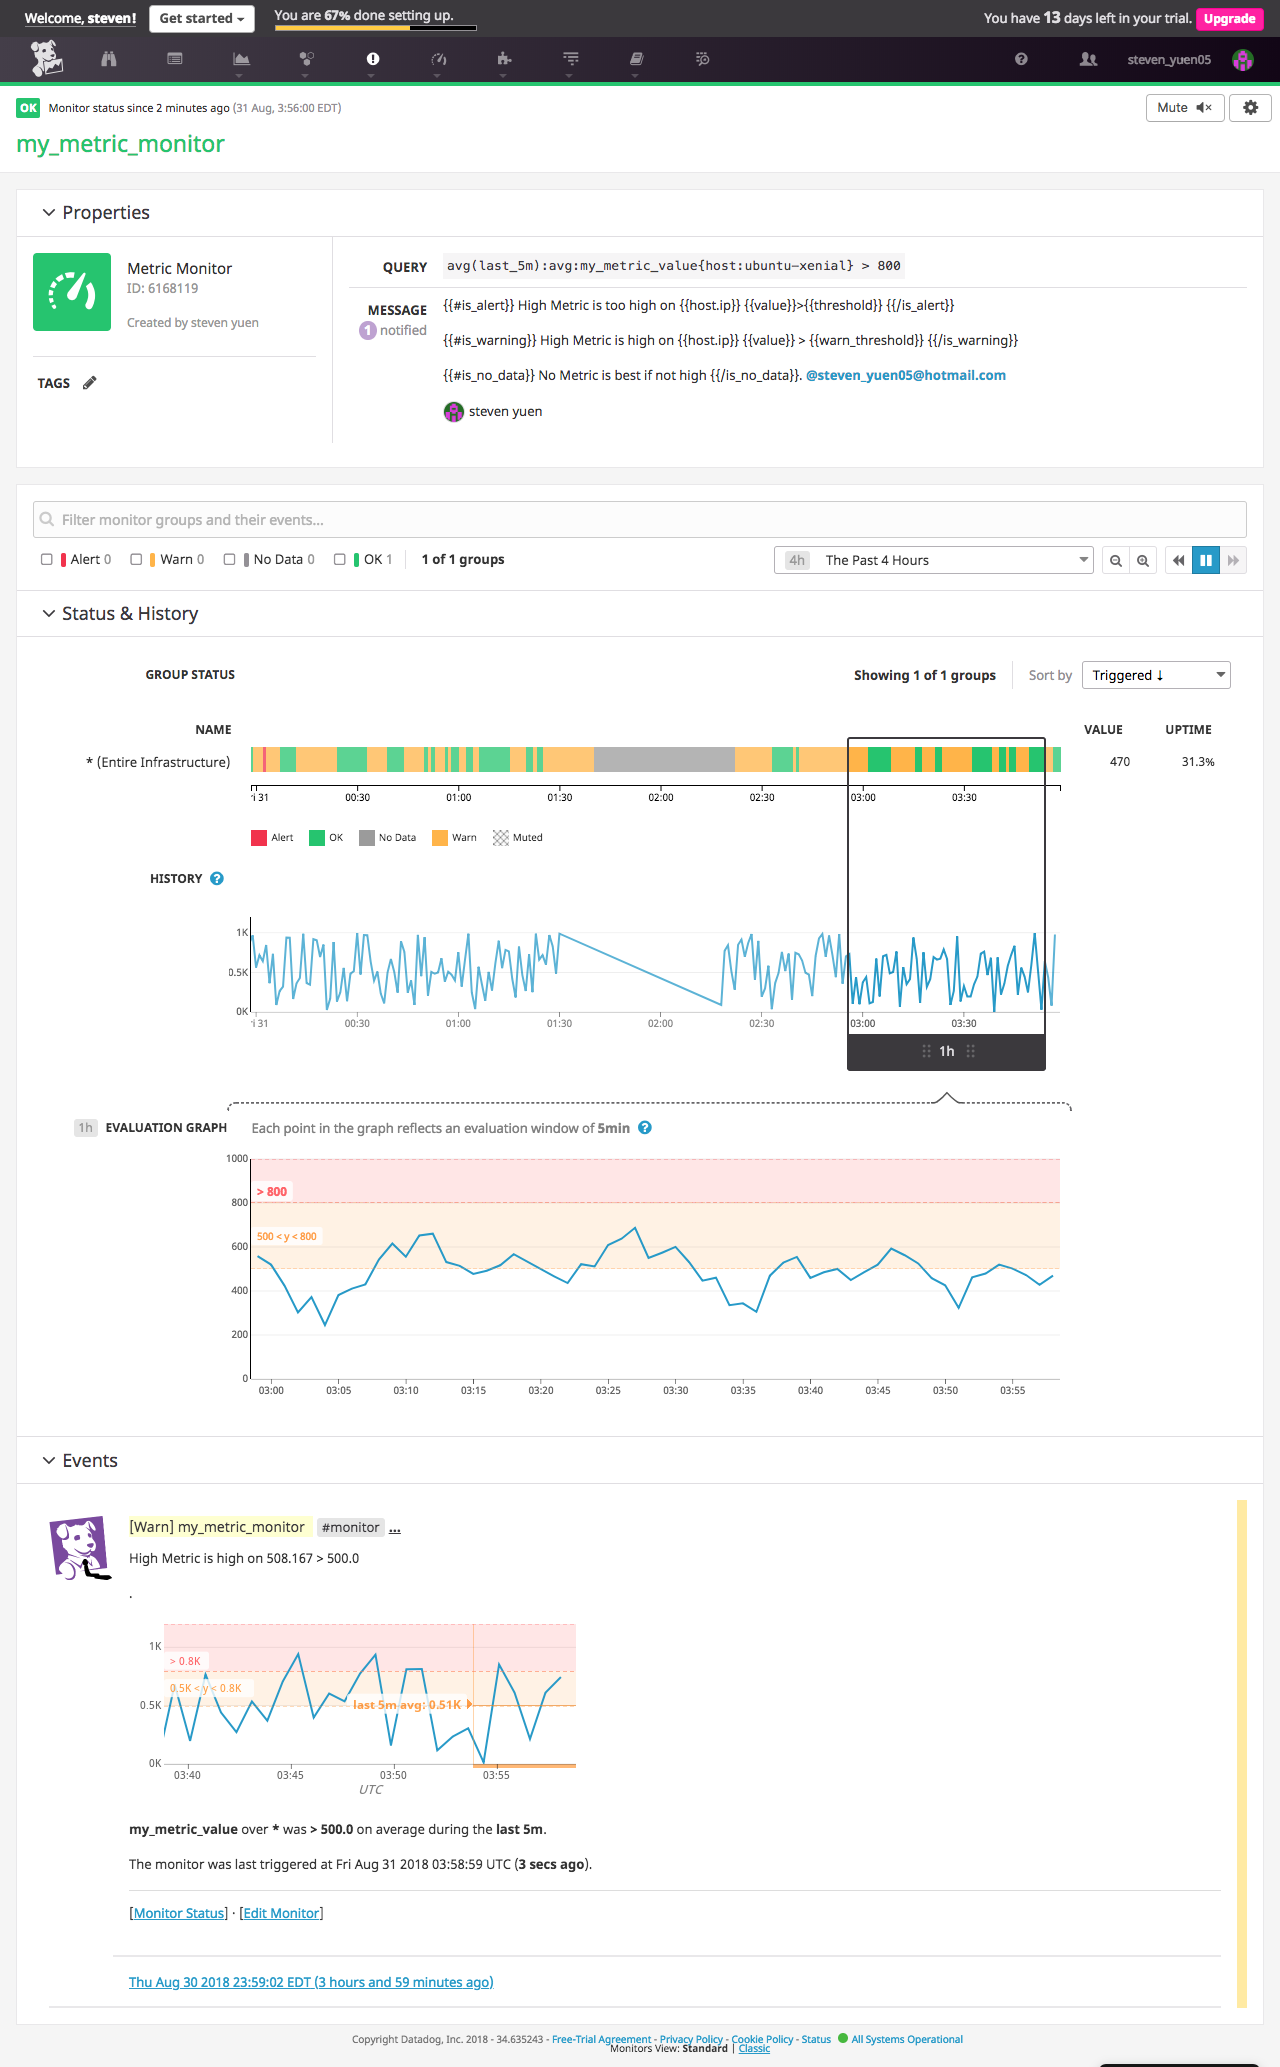 Welcome, steven!
Get started
You are 67% done setting up.
You have 13 days left in your trial.
Upgrade
steven_yuen05
OK Monitor status since 2 minutes ago (31 Aug, 3:56:00 EDT)
Mute
my_metric_monitor
Properties
Metric Monitor
ID: 6168119
Created by steven yuen
TAGS
QUERY avg(last_5m):avg:my_metric_value{host:ubuntu-xenial} > 800
MESSAGE
1 notified
{{#is_alert}} High Metric is too high on {{host.ip}} {{value}}>{{threshold}} {{/is_alert}}
{{#is_warning}} High Metric is high on {{host.ip}} {{value}} > {{warn_threshold}} {{/is_warning}}
{{#is_no_data}} No Metric is best if not high {{/is_no_data}}. @steven_yuen05@hotmail.com
steven yuen
Filter monitor groups and their events...
Alert 0 Warn 0 No Data 0 OK 1 1 of 1 groups
4h The Past 4 Hours
Status & History
GROUP STATUS
Showing 1 of 1 groups
Sort by Triggered ↓
NAME VALUE UPTIME
* (Entire Infrastructure) 470 31.3%
ri 31 00:30 01:00 01:30 02:00 02:30 03:00 03:30
Alert OK No Data Warn Muted
HISTORY
1K
0.5K
0K
ri 31 00:30 01:00 01:30 02:00 02:30 03:00 03:30
1h
1h EVALUATION GRAPH Each point in the graph reflects an evaluation window of 5min
1000
> 800
800
500 < y < 800
600
400
200
0
03:00 03:05 03:10 03:15 03:20 03:25 03:30 03:35 03:40 03:45 03:50 03:55
Events
[Warn] my_metric_monitor #monitor ...
High Metric is high on 508.167 > 500.0
.
1K
> 0.8K
0.5K < y < 0.8K
0.5K
last 5m avg: 0.51K
0K
03:40 03:45 03:50 03:55
UTC
my_metric_value over * was > 500.0 on average during the last 5m.
The monitor was last triggered at Fri Aug 31 2018 03:58:59 UTC (3 secs ago).
[Monitor Status] · [Edit Monitor]
Thu Aug 30 2018 23:59:02 EDT (3 hours and 59 minutes ago)
Copyright Datadog, Inc. 2018 - 34.635243 - Free-Trial Agreement - Privacy Policy - Cookie Policy - Status All Systems Operational
Monitors View: Standard | Classic